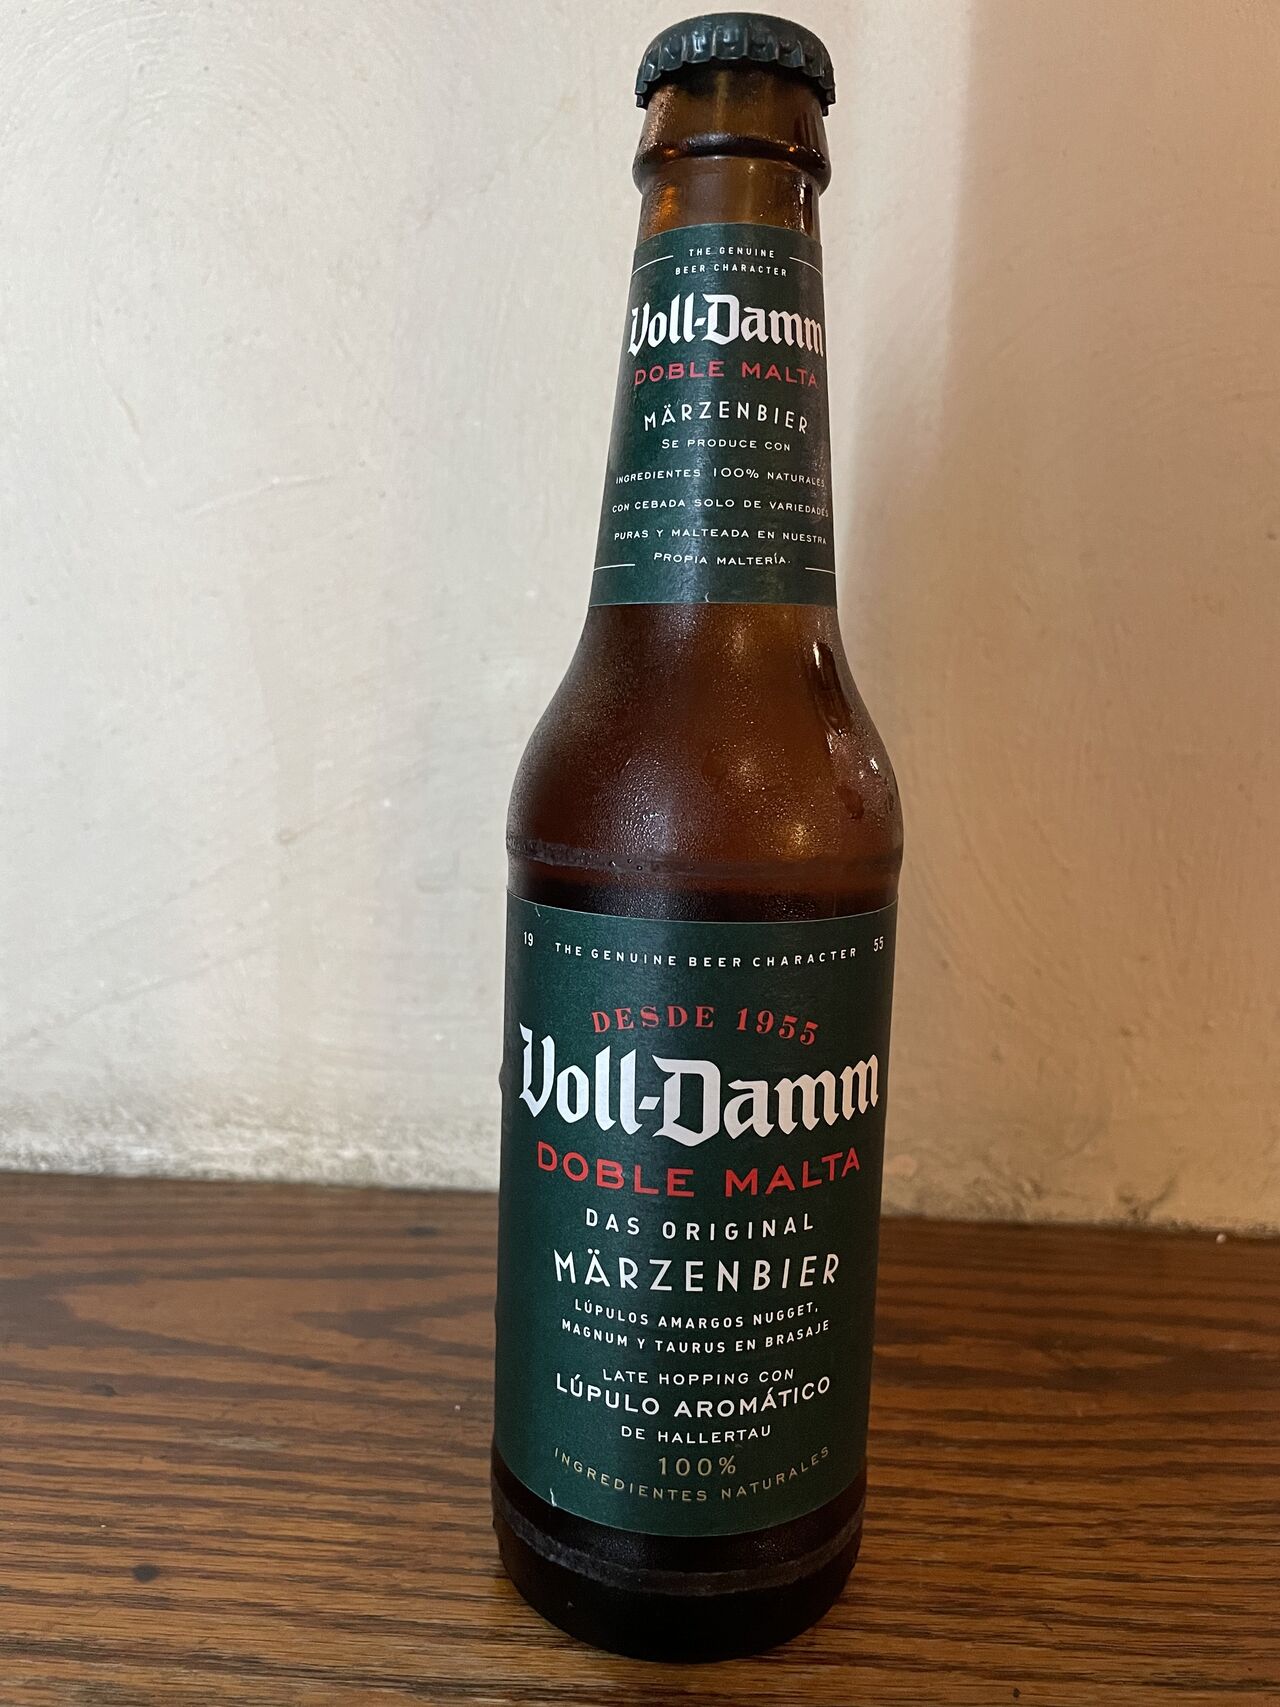 THE GENUINE
BEER CHARACTER
Voll-Damm
DOBLE MALTA
MÄRZENBIER
SE PRODUCE CON
INGREDIENTES 100% NATURALES,
CON CEBADA SOLO DE VARIEDADES
PURAS Y MALTEADA EN NUESTRA
PROPIA MALTERÍA.
19 THE GENUINE BEER CHARACTER 55
DESDE 1955
Voll-Damm
DOBLE MALTA
DAS ORIGINAL
MÄRZENBIER
LÚPULOS AMARGOS NUGGET,
MAGNUM Y TAURUS EN BRASAJE
LATE HOPPING CON
LÚPULO AROMÁTICO
DE HALLERTAU
100%
INGREDIENTES NATURALES